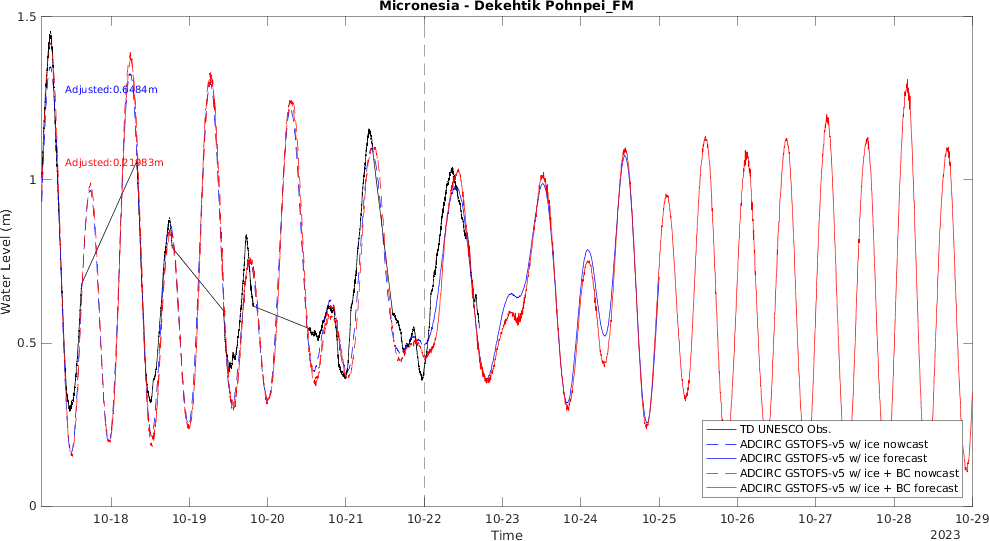 Micronesia - Dekehtik Pohnpei_FM
1.5
Adjusted:0.6484m
Adjusted:0.21983m
1
Water Level (m)
0.5
TD UNESCO Obs.
ADCIRC GSTOFS-v5 w/ ice nowcast
ADCIRC GSTOFS-v5 w/ ice forecast
ADCIRC GSTOFS-v5 w/ ice + BC nowcast
ADCIRC GSTOFS-v5 w/ ice + BC forecast
0
10-18 10-19 10-20 10-21 10-22 10-23 10-24 10-25 10-26 10-27 10-28 10-29
Time
2023